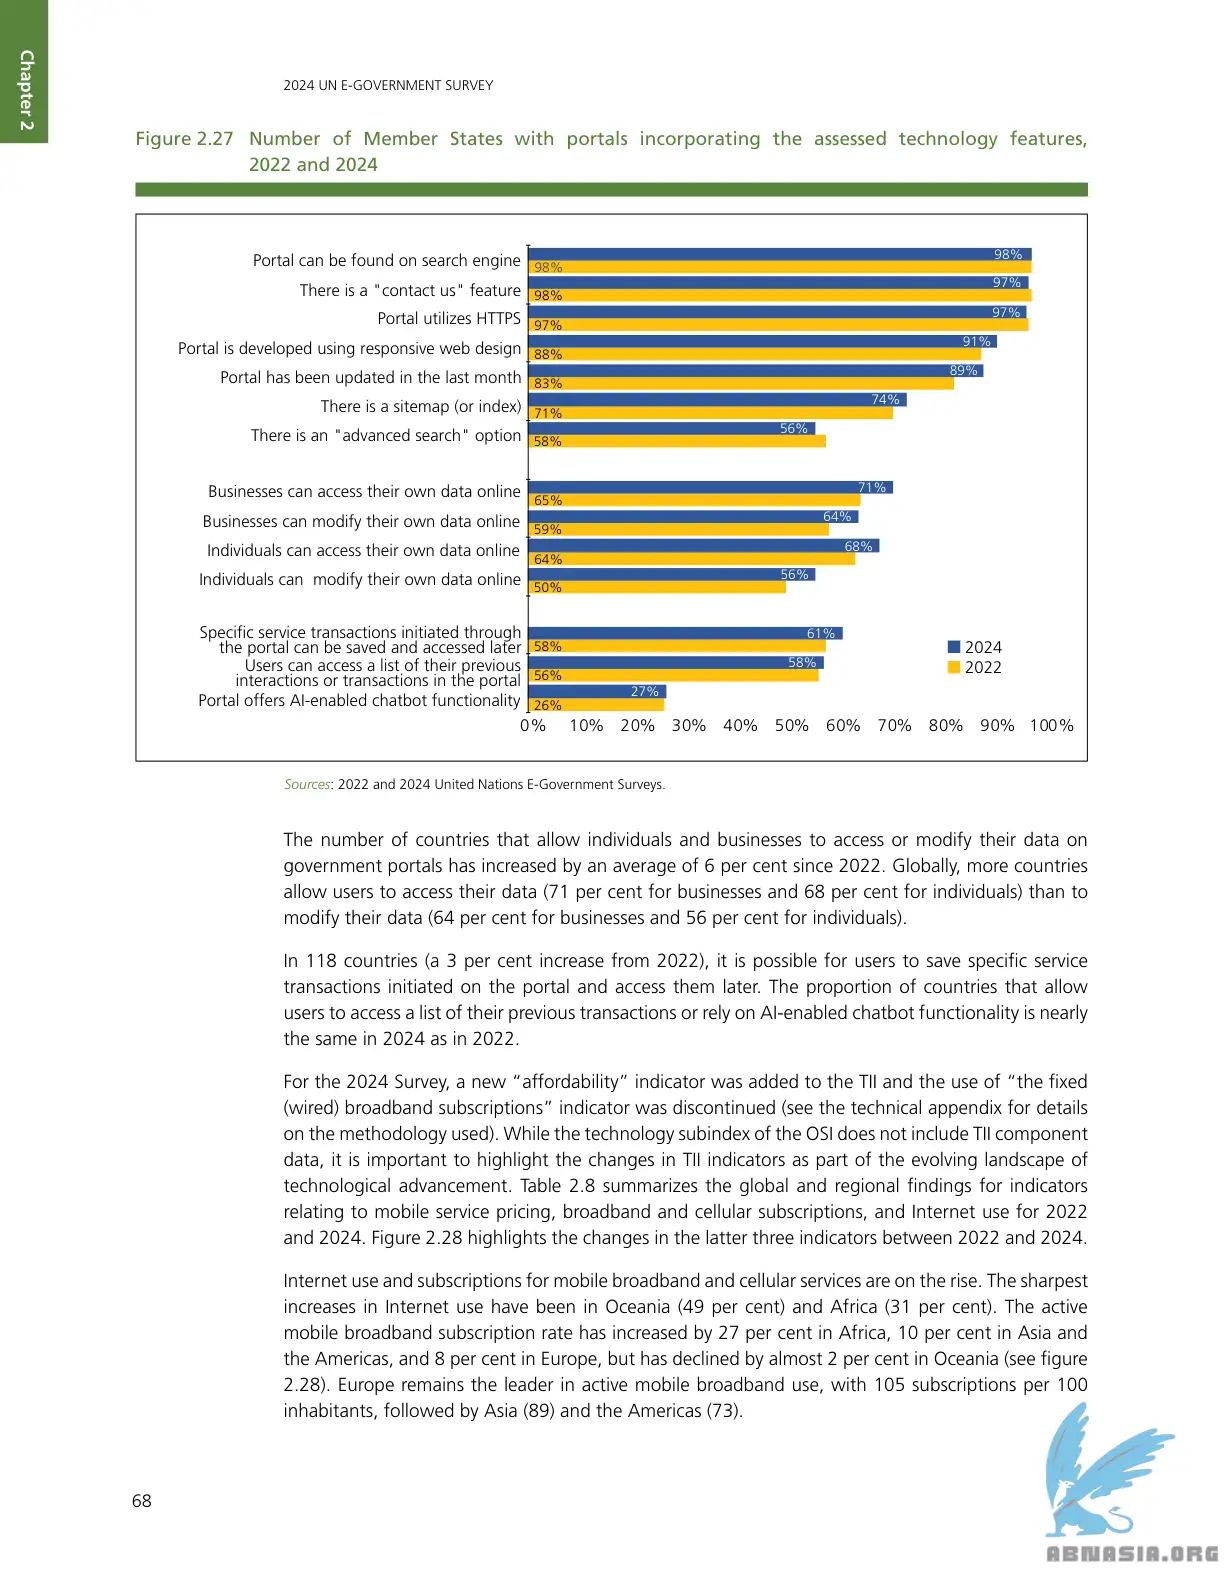 Chapter 2
2024 UN E-GOVERNMENT SURVEY
Figure 2.27 Number of Member States with portals incorporating the assessed technology features,
2022 and 2024
Portal can be found on search engine
98%
98%
There is a "contact us" feature
97%
98%
Portal utilizes HTTPS
97%
97%
Portal is developed using responsive web design
91%
88%
Portal has been updated in the last month
89%
83%
There is a sitemap (or index)
74%
71%
There is an "advanced search" option
56%
58%
Businesses can access their own data online
71%
65%
Businesses can modify their own data online
64%
59%
Individuals can access their own data online
68%
64%
Individuals can  modify their own data online
56%
50%
Specific service transactions initiated through
the portal can be saved and accessed later
61%
58%
Users can access a list of their previous
interactions or transactions in the portal
58%
56%
Portal offers AI-enabled chatbot functionality
27%
26%
2024
2022
0% 10% 20% 30% 40% 50% 60% 70% 80% 90% 100%
Sources: 2022 and 2024 United Nations E-Government Surveys.
The number of countries that allow individuals and businesses to access or modify their data on
government portals has increased by an average of 6 per cent since 2022. Globally, more countries
allow users to access their data (71 per cent for businesses and 68 per cent for individuals) than to
modify their data (64 per cent for businesses and 56 per cent for individuals).
In 118 countries (a 3 per cent increase from 2022), it is possible for users to save specific service
transactions initiated on the portal and access them later. The proportion of countries that allow
users to access a list of their previous transactions or rely on AI-enabled chatbot functionality is nearly
the same in 2024 as in 2022.
For the 2024 Survey, a new “affordability” indicator was added to the TII and the use of “the fixed
(wired) broadband subscriptions” indicator was discontinued (see the technical appendix for details
on the methodology used). While the technology subindex of the OSI does not include TII component
data, it is important to highlight the changes in TII indicators as part of the evolving landscape of
technological advancement. Table 2.8 summarizes the global and regional findings for indicators
relating to mobile service pricing, broadband and cellular subscriptions, and Internet use for 2022
and 2024. Figure 2.28 highlights the changes in the latter three indicators between 2022 and 2024.
Internet use and subscriptions for mobile broadband and cellular services are on the rise. The sharpest
increases in Internet use have been in Oceania (49 per cent) and Africa (31 per cent). The active
mobile broadband subscription rate has increased by 27 per cent in Africa, 10 per cent in Asia and
the Americas, and 8 per cent in Europe, but has declined by almost 2 per cent in Oceania (see figure
2.28). Europe remains the leader in active mobile broadband use, with 105 subscriptions per 100
inhabitants, followed by Asia (89) and the Americas (73).
68
ABNASIA.ORG